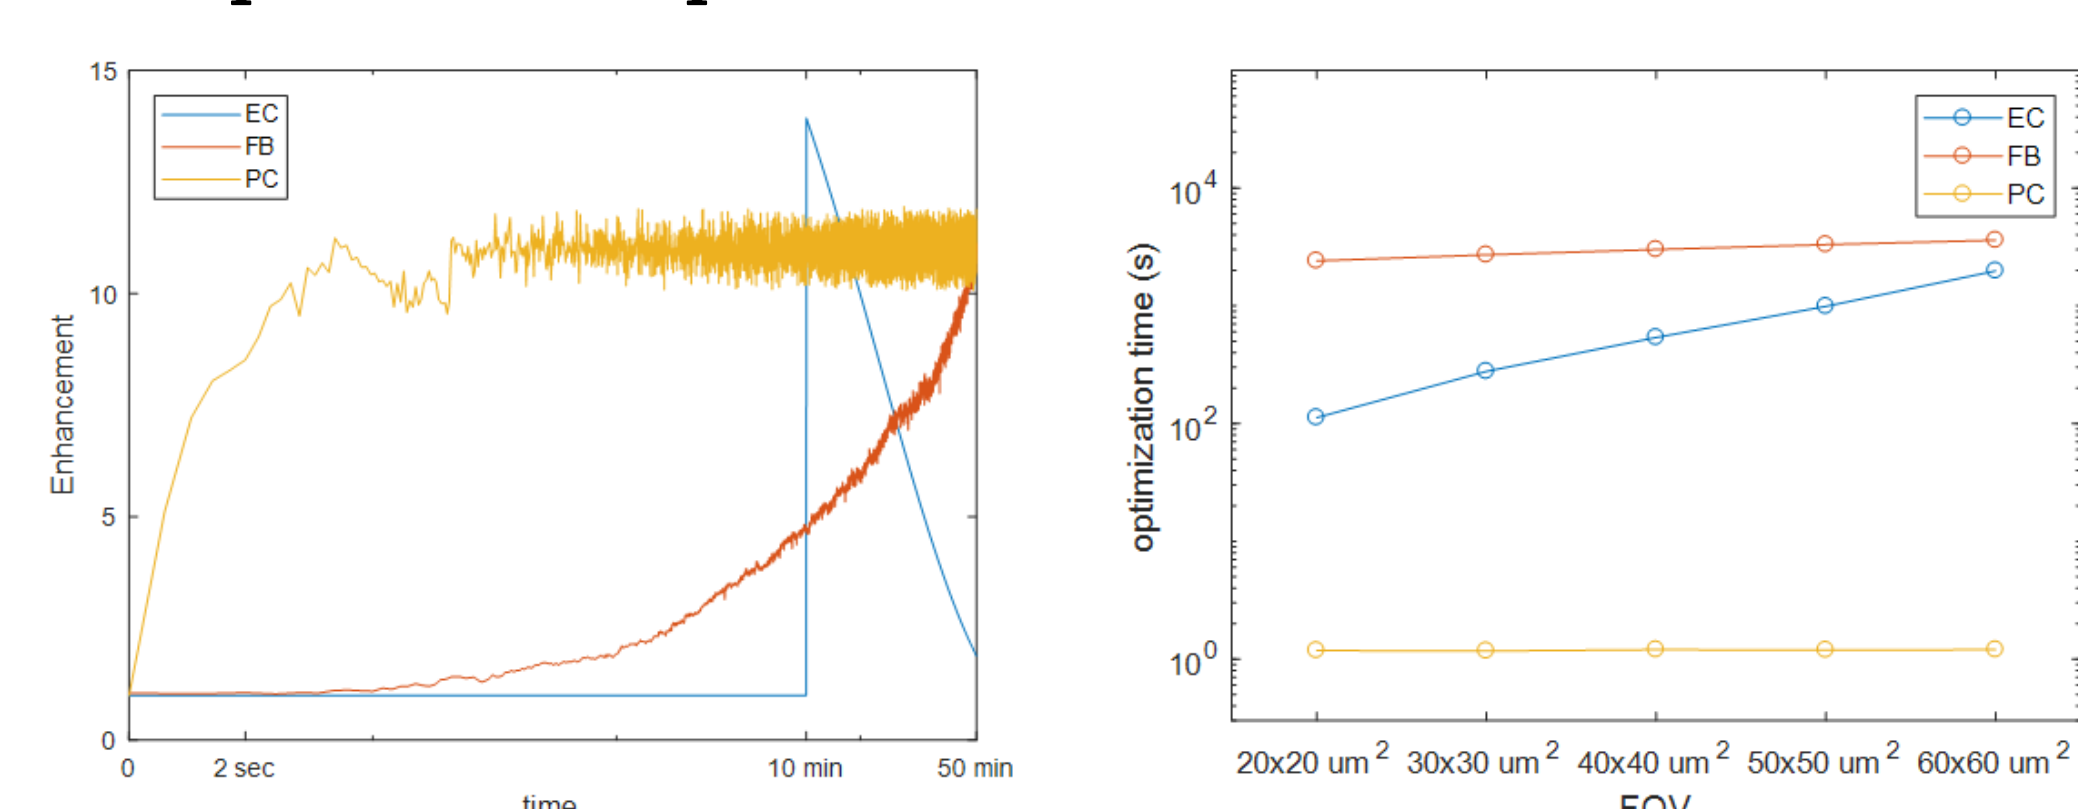 15
EC
FB
PC
10
5
0
Enhancement
0
2 sec
10 min
50 min
time
EC
FB
PC
10^4
10^2
10^0
optimization time (s)
20x20 um^2
30x30 um^2
40x40 um^2
50x50 um^2
60x60 um^2
FOV